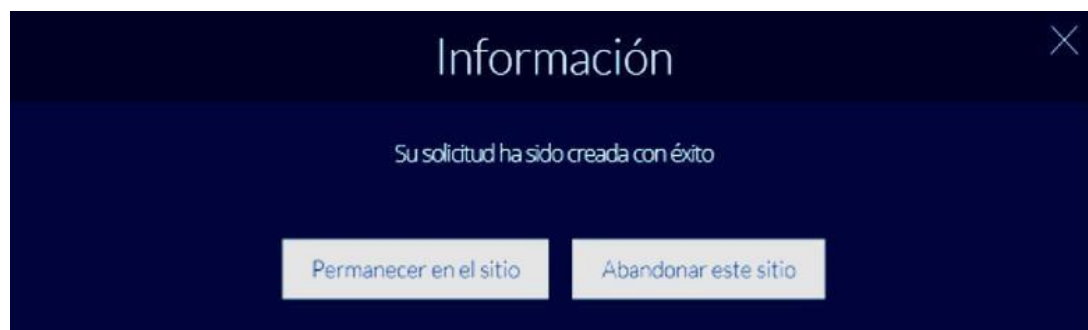 Información
Su solicitud ha sido creada con éxito
Permanecer en el sitio
Abandonar este sitio